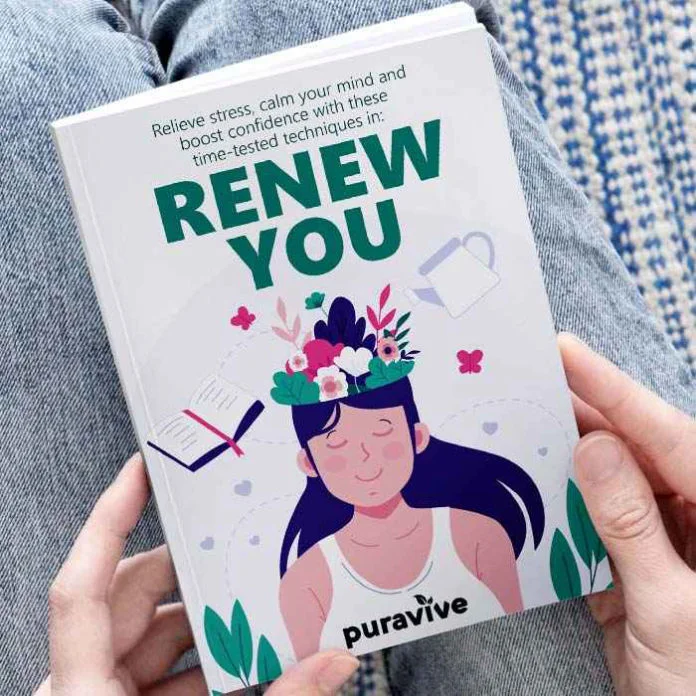 Relieve stress, calm your mind and
boost confidence with these
time-tested techniques in:
RENEW
YOU
puravive